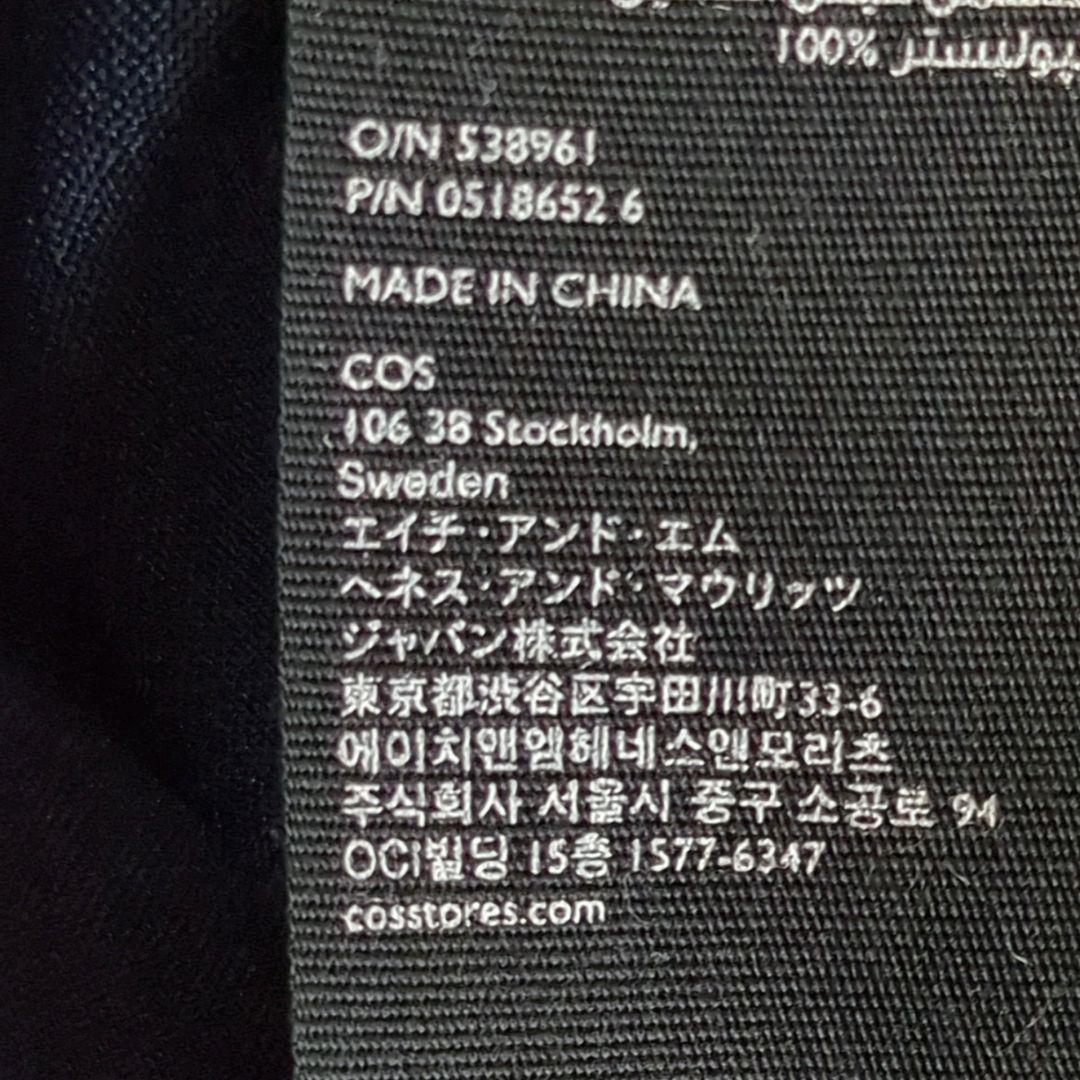 100% بوليستر
O/N 538961
P/N 0518652 6
MADE IN CHINA
COS
106 38 Stockholm,
Sweden
エイチ・アンド・エム
ヘネス・アンド・マウリッツ
ジャパン株式会社
東京都渋谷区宇田川町33-6
에이치앤엠헤네스앤모리츠
주식회사 서울시 중구 소공로 94
OCI빌딩 15층 1577-6347
cosstores.com